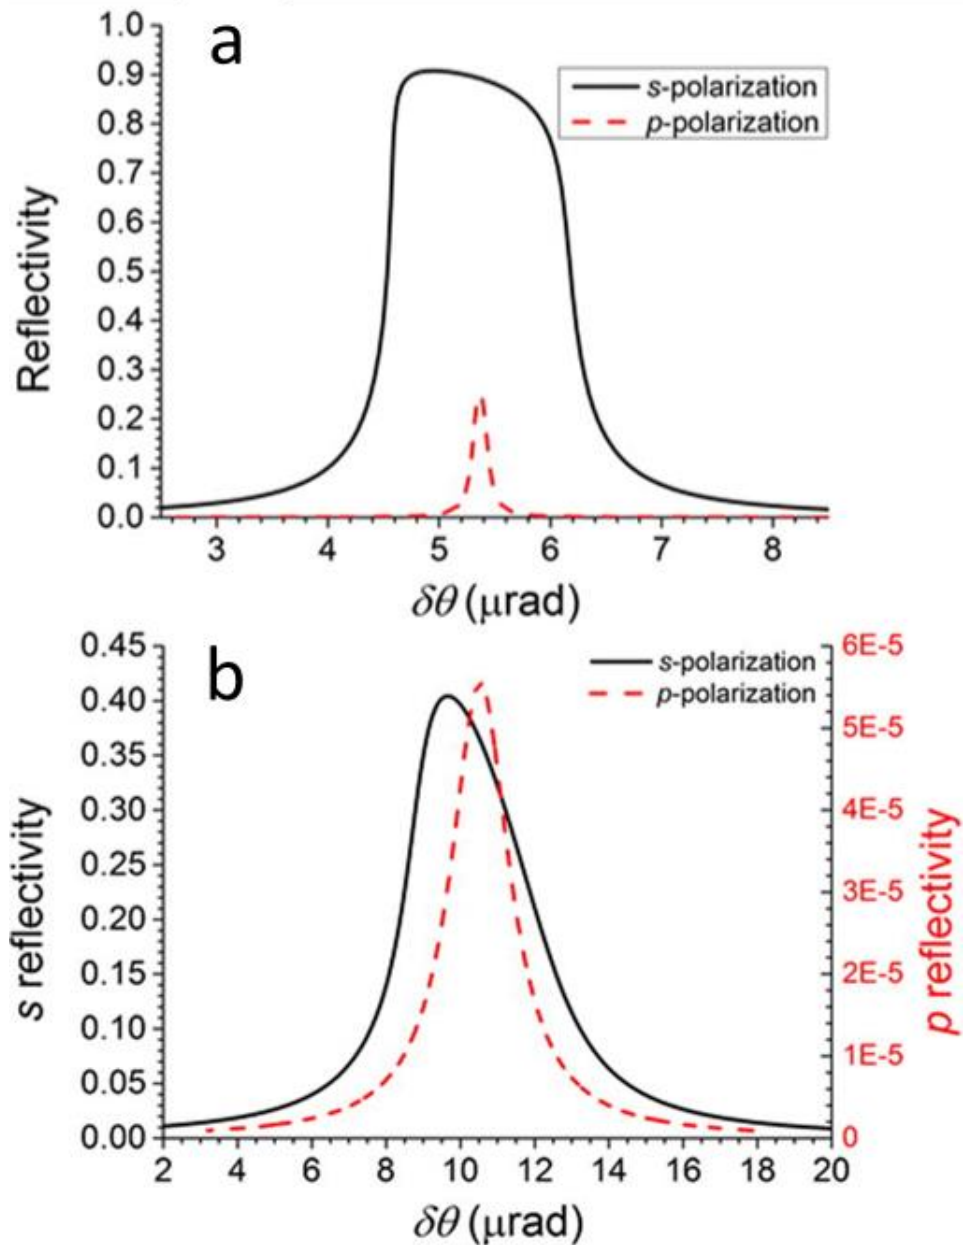 a
1.0
0.9
0.8
0.7
0.6
0.5
0.4
0.3
0.2
0.1
0.0
Reflectivity
s-polarization
p-polarization
3 4 5 6 7 8
δθ (μrad)
b
0.45
0.40
0.35
0.30
0.25
0.20
0.15
0.10
0.05
0.00
s reflectivity
s-polarization
p-polarization
6E-5
5E-5
4E-5
3E-5
2E-5
1E-5
0
p reflectivity
2 4 6 8 10 12 14 16 18 20
δθ (μrad)